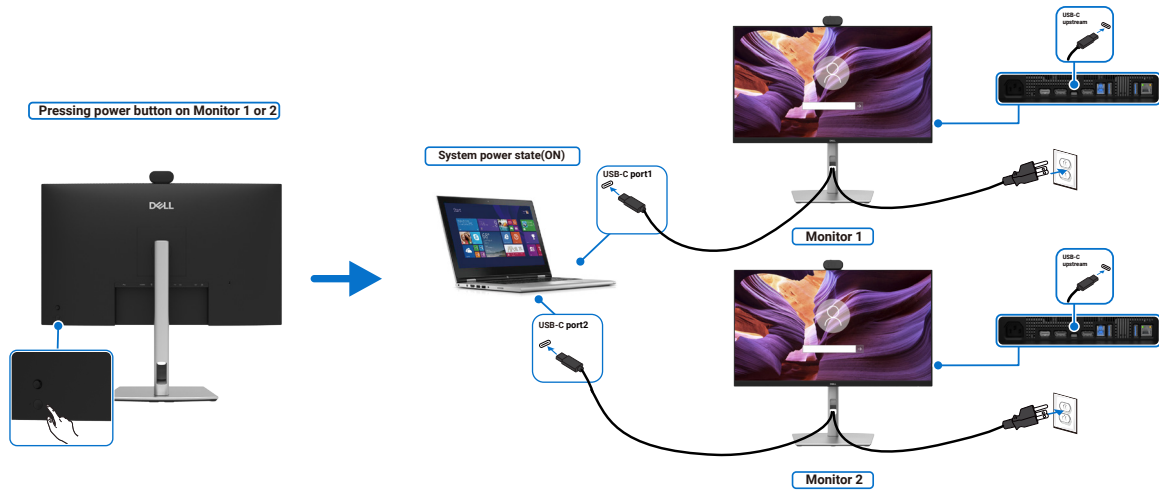 Pressing power button on Monitor 1 or 2
DELL
System power state(ON)
USB-C port1
USB-C
upstream
Monitor 1
USB-C port2
USB-C
upstream
Monitor 2